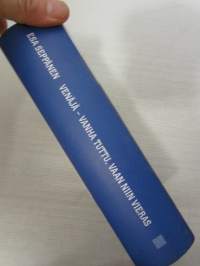 ESA SEPPÄNEN VENÄJÄ – VANHA TUTTU, VAAN NIIN VIERAS